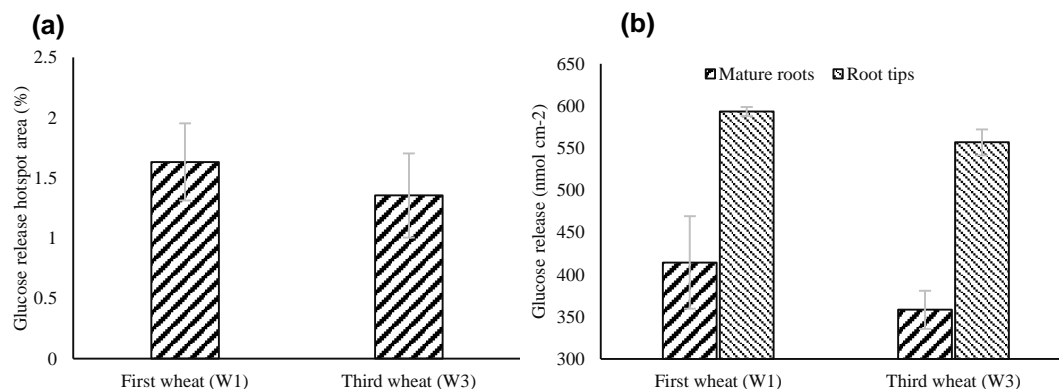 (a)
Glucose release hotspot area (%)
2.5
2
1.5
1
0.5
0
First wheat (W1) Third wheat (W3)
(b)
Glucose release (nmol cm-2)
Mature roots Root tips
650
600
550
500
450
400
350
300
First wheat (W1) Third wheat (W3)